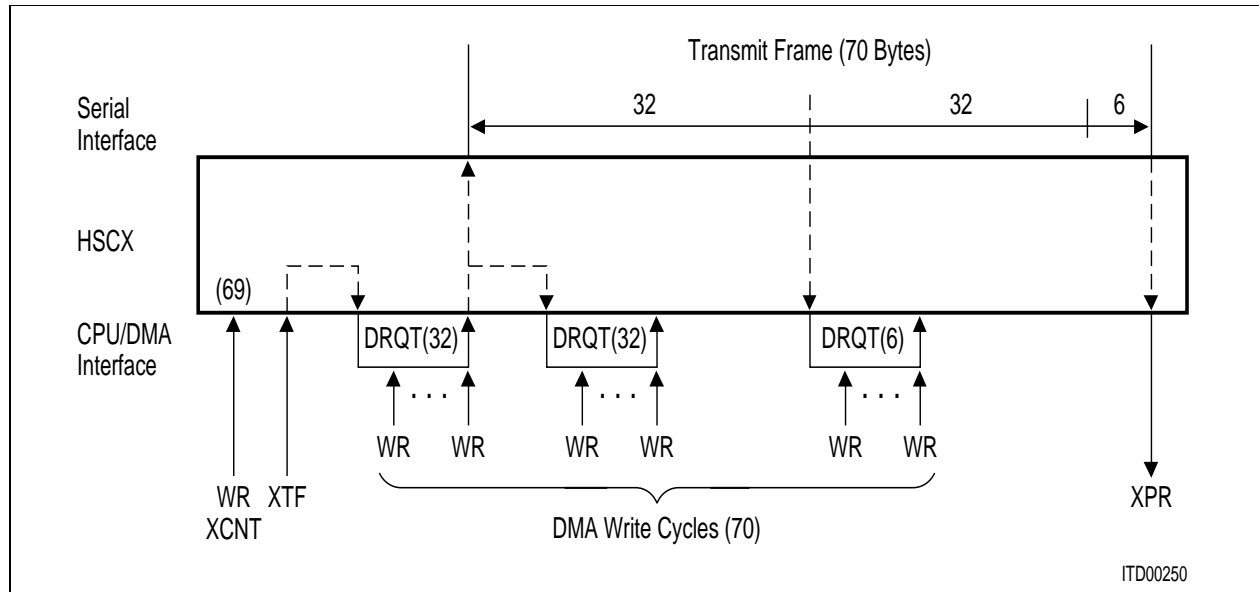 Transmit Frame (70 Bytes)
Serial
Interface
32
32
6
HSCX
(69)
CPU/DMA
Interface
DRQT(32)
DRQT(32)
DRQT(6)
. . .
. . .
. . .
WR
WR
WR
WR
WR
WR
WR
XCNT
XTF
XPR
DMA Write Cycles (70)
ITD00250